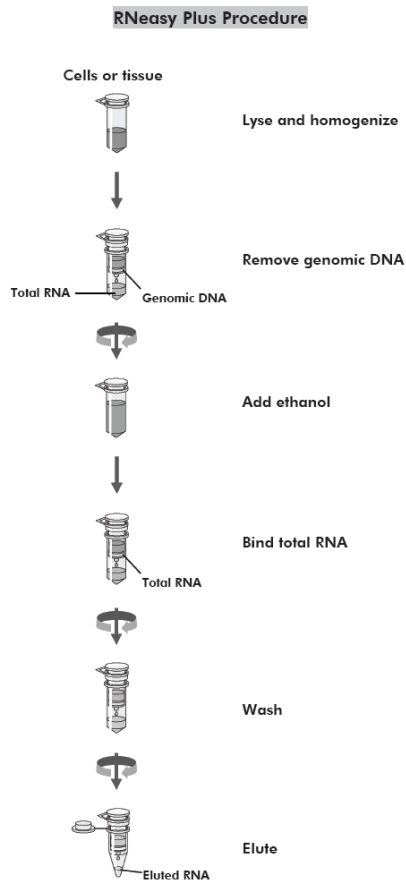 RNeasy Plus Procedure
Cells or tissue
Lyse and homogenize
Remove genomic DNA
Total RNA
Genomic DNA
Add ethanol
Bind total RNA
Total RNA
Wash
Elute
Eluted RNA